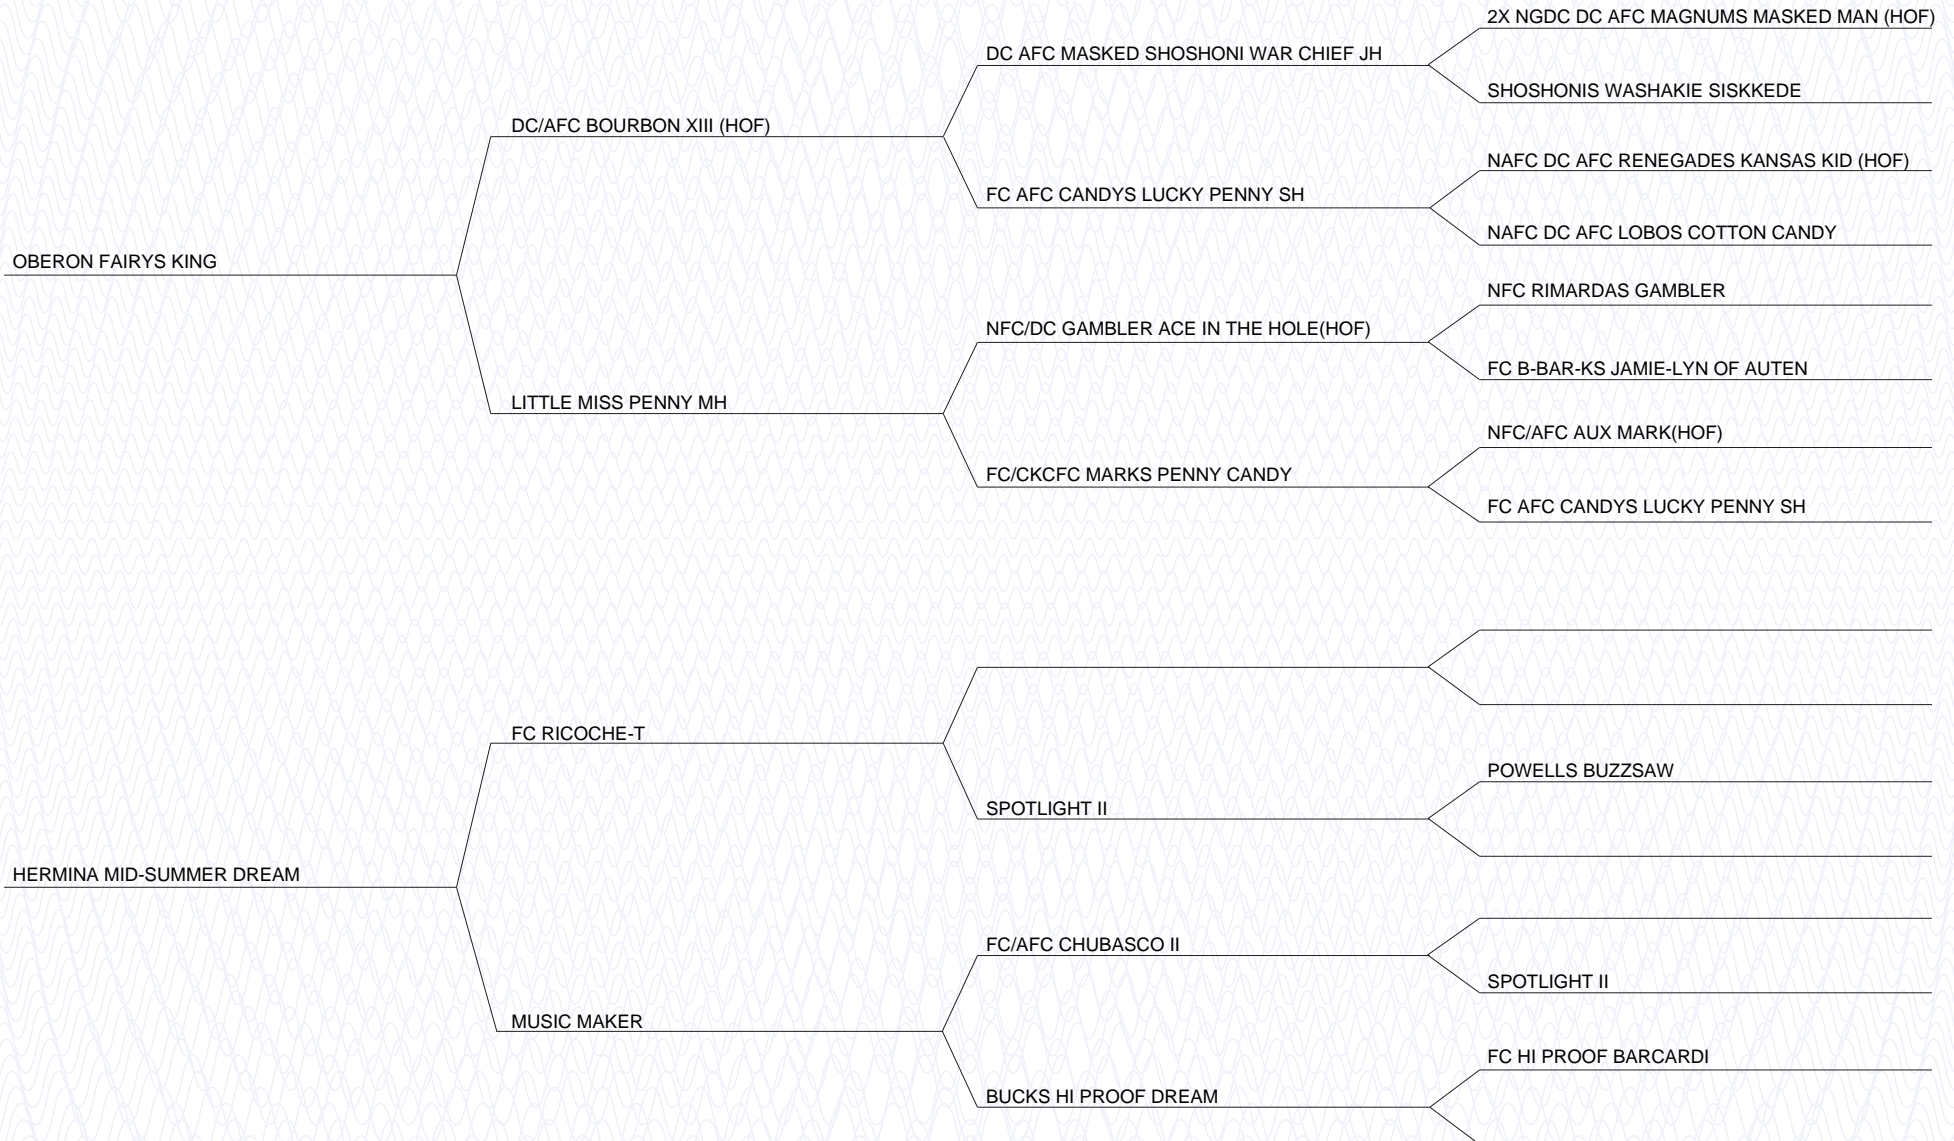 2X NGDC DC AFC MAGNUMS MASKED MAN (HOF)
DC AFC MASKED SHOSHONI WAR CHIEF JH
SHOSHONIS WASHAKIE SISKKEDE
DC/AFC BOURBON XIII (HOF)
NAFC DC AFC RENEGADES KANSAS KID (HOF)
FC AFC CANDYS LUCKY PENNY SH
NAFC DC AFC LOBOS COTTON CANDY
OBERON FAIRYS KING
NFC RIMARDAS GAMBLER
NFC/DC GAMBLER ACE IN THE HOLE(HOF)
FC B-BAR-KS JAMIE-LYN OF AUTEN
LITTLE MISS PENNY MH
NFC/AFC AUX MARK(HOF)
FC/CKCFC MARKS PENNY CANDY
FC AFC CANDYS LUCKY PENNY SH
FC RICOCHE-T
POWELLS BUZZSAW
SPOTLIGHT II
HERMINA MID-SUMMER DREAM
FC/AFC CHUBASCO II
SPOTLIGHT II
MUSIC MAKER
FC HI PROOF BARCARDI
BUCKS HI PROOF DREAM